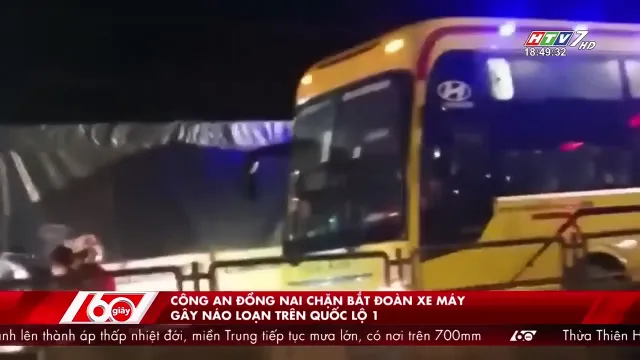 HTV7 HD
18:49:32
60 giây
CÔNG AN ĐỒNG NAI CHẶN BẮT ĐOÀN XE MÁY
GÂY NÁO LOẠN TRÊN QUỐC LỘ 1
ạnh lên thành áp thấp nhiệt đới, miền Trung tiếp tục mưa lớn, có nơi trên 700mm 60 Thừa Thiên H